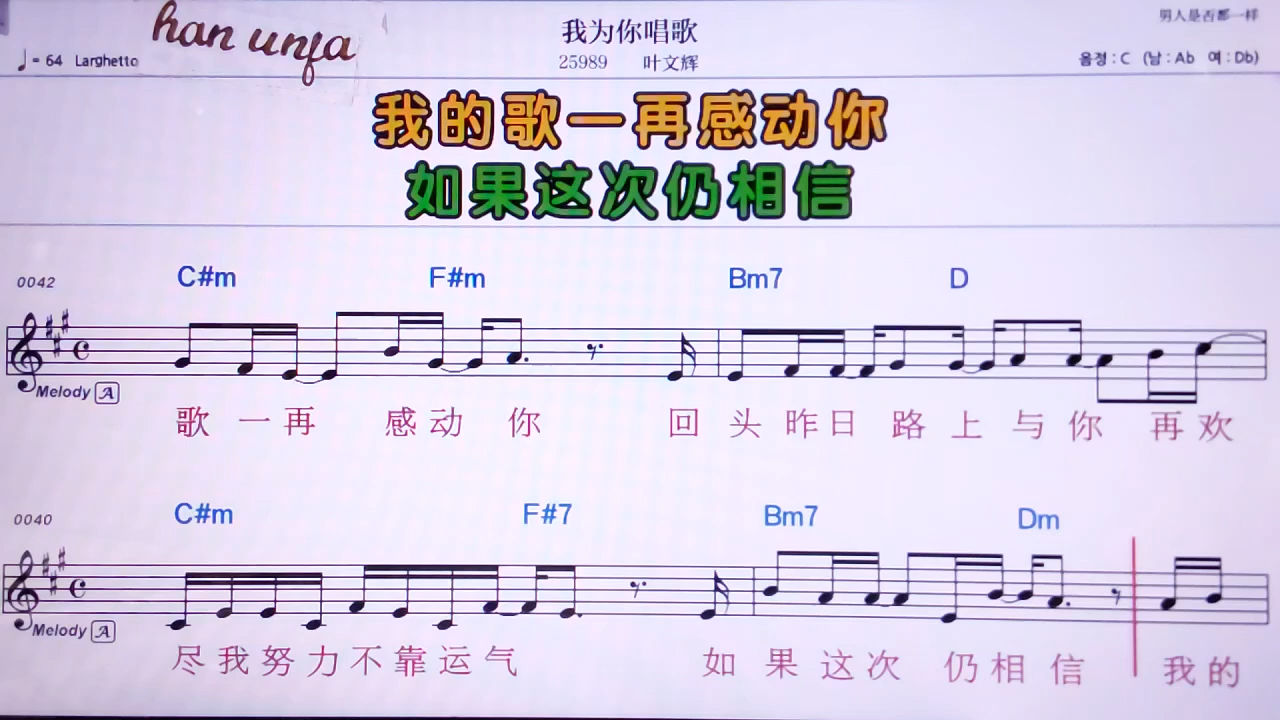 han unfa
我为你唱歌
男人是否都一样
♩= 64 Larghetto
25989 叶文辉
음정 : C (남 : Ab 여 : Db)
我的歌一再感动你
如果这次仍相信
0042 C#m F#m Bm7 D
Melody A
歌 一 再 感 动 你 回 头 昨 日 路 上 与 你 再 欢
0040 C#m F#7 Bm7 Dm
Melody A
尽 我 努 力 不 靠 运 气 如 果 这 次 仍 相 信 我 的